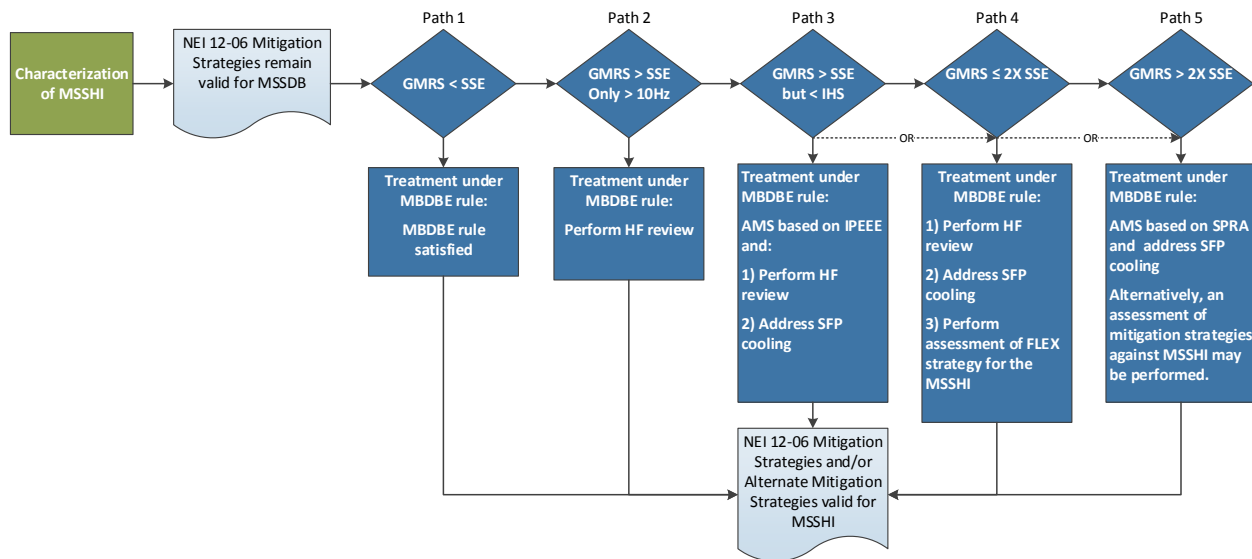 Path 1
Path 2
Path 3
Path 4
Path 5
Characterization
of MSSHI
NEI 12-06 Mitigation
Strategies remain
valid for MSSDB
GMRS < SSE
GMRS > SSE
Only > 10Hz
GMRS > SSE
but < IHS
GMRS ≤ 2X SSE
GMRS > 2X SSE
OR
OR
Treatment under
MBDBE rule:
MBDBE rule
satisfied
Treatment under
MBDBE rule:
Perform HF review
Treatment under
MBDBE rule:
AMS based on IPEEE
and:
1) Perform HF
review
2) Address SFP
cooling
Treatment under
MBDBE rule:
1) Perform HF
review
2) Address SFP
cooling
3) Perform
assessment of FLEX
strategy for the
MSSHI
Treatment under
MBDBE rule:
AMS based on SPRA
and address SFP
cooling
Alternatively, an
assessment of
mitigation strategies
against MSSHI may
be performed.
NEI 12-06 Mitigation
Strategies and/or
Alternate Mitigation
Strategies valid for
MSSHI